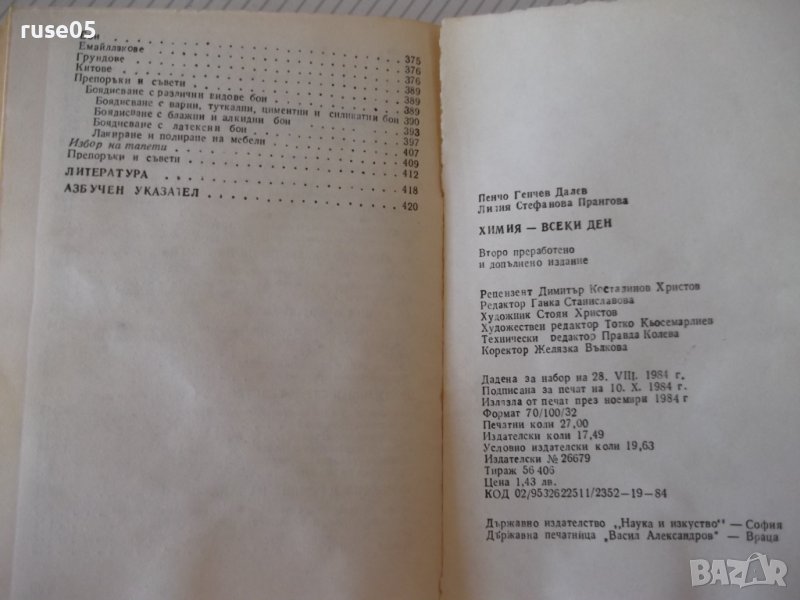 ruse05
Емайллакове . . . . . . . . . . 375
Грундове . . . . . . . . . . 376
Китове . . . . . . . . . . 376
Препоръки и съвети . . . . . . . . . . 389
Боядисване с различни видове бои . . . . . . . . . . 389
Боядисване с варни, туткални, циментни и силикатни бои 389
Боядисване с блажни и алкидни бои . . . . . . . . . . 390
Боядисване с латексни бои . . . . . . . . . . 393
Лакиране и полиране на мебели . . . . . . . . . . 397
Избор на тапети . . . . . . . . . . 407
Препоръки и съвети . . . . . . . . . . 409
ЛИТЕРАТУРА . . . . . . . . . . 418
АЗБУЧЕН УКАЗАТЕЛ . . . . . . . . . . 420
Пенчо Генчев Далев
Лилия Стефанова Прангова
ХИМИЯ — ВСЕКИ ДЕН
Второ преработено
и допълнено издание
Рецензент Димитър Костадинов Христов
Редактор Ганка Станиславова
Художник Стоян Христов
Художествен редактор Тотко Кьосемарлиев
Технически редактор Правда Колева
Коректор Желязка Вълкова
Дадена за набор на 28. VIII. 1984 г.
Подписана за печат на 10. X. 1984 г.
Излязла от печат през ноември 1984 г
Формат 70/100/32
Печатни коли 27,00
Издателски коли 17,49
Условно издателски коли 19,63
Издателски № 26679
Тираж 56 406
Цена 1,43 лв.
КОД 02/9532622511/2352—19—84
Държавно издателство „Наука и изкуство" — София
Държавна печатница „Васил Александров" — Враца
BAZAR
.bg